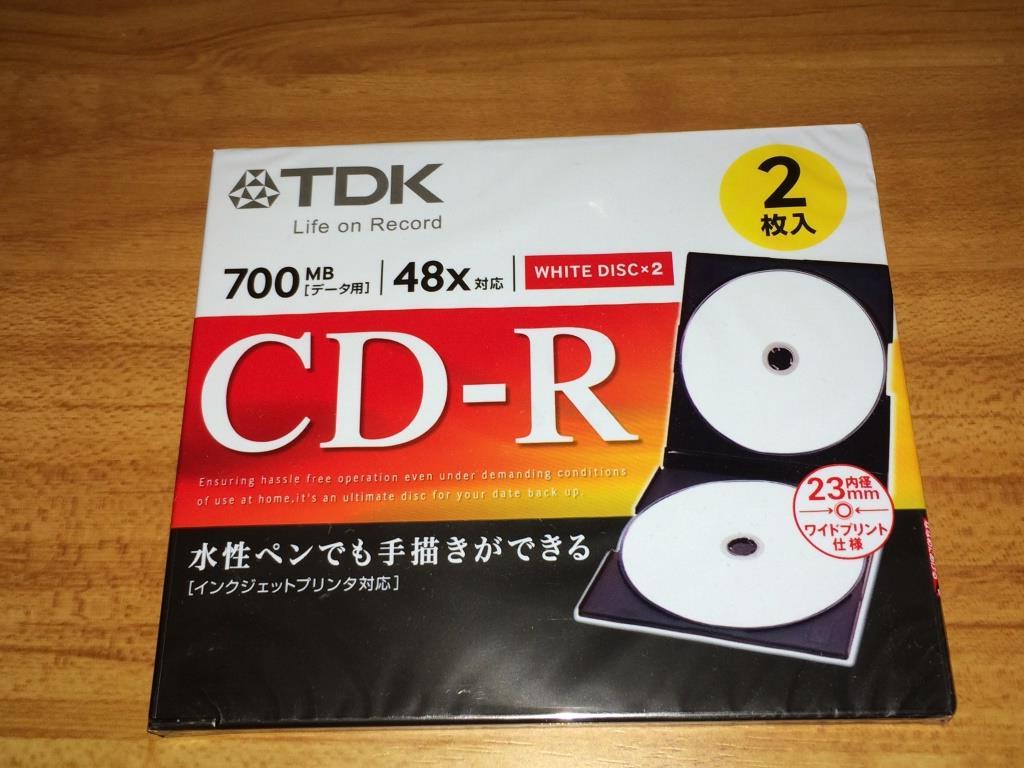 TDK
Life on Record
2
枚入
700 MB [データ用] 48x 対応 WHITE DISC×2
CD-R
Ensuring hassle free operation even under demanding conditions
of use at home,it's an ultimate disc for your date back up.
水性ペンでも手描きができる
[インクジェットプリンタ対応]
23 内径 mm
ワイドプリント
仕様